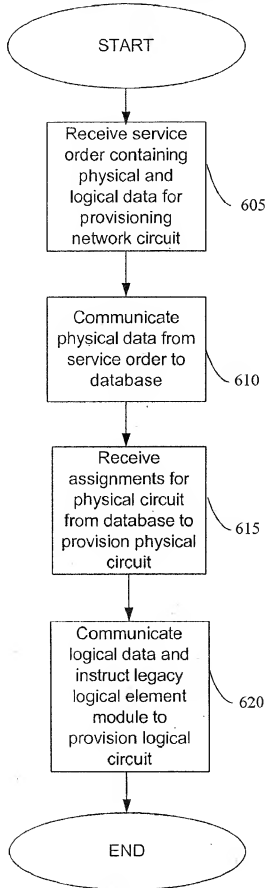 START
Receive service
order containing
physical and
logical data for
provisioning
network circuit
605
Communicate
physical data from
service order to
database
610
Receive
assignments for
physical circuit
from database to
provision physical
circuit
615
Communicate
logical data and
instruct legacy
logical element
module to
provision logical
circuit
620
END